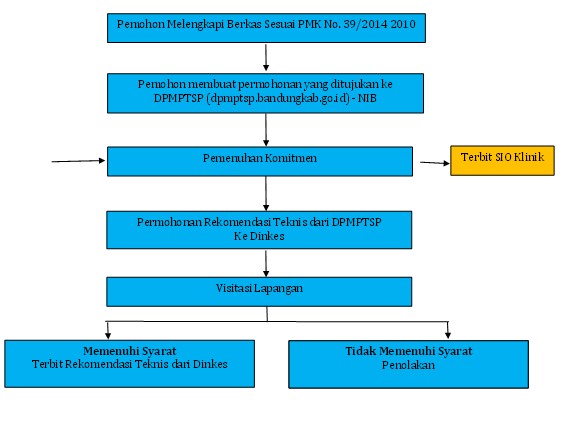 Pemohon Melengkapi Berkas Sesuai PMK No. 39/2014 2010
Pemohon membuat permohonan yang ditujukan ke
DPMPTSP (dpmptsp.bandungkab.go.id) - NIB
Pemenuhan Komitmen
Terbit SIO Klinik
Permohonan Rekomendasi Teknis dari DPMPTSP
Ke Dinkes
Visitasi Lapangan
Memenuhi Syarat
Terbit Rekomendasi Teknis dari Dinkes
Tidak Memenuhi Syarat
Penolakan